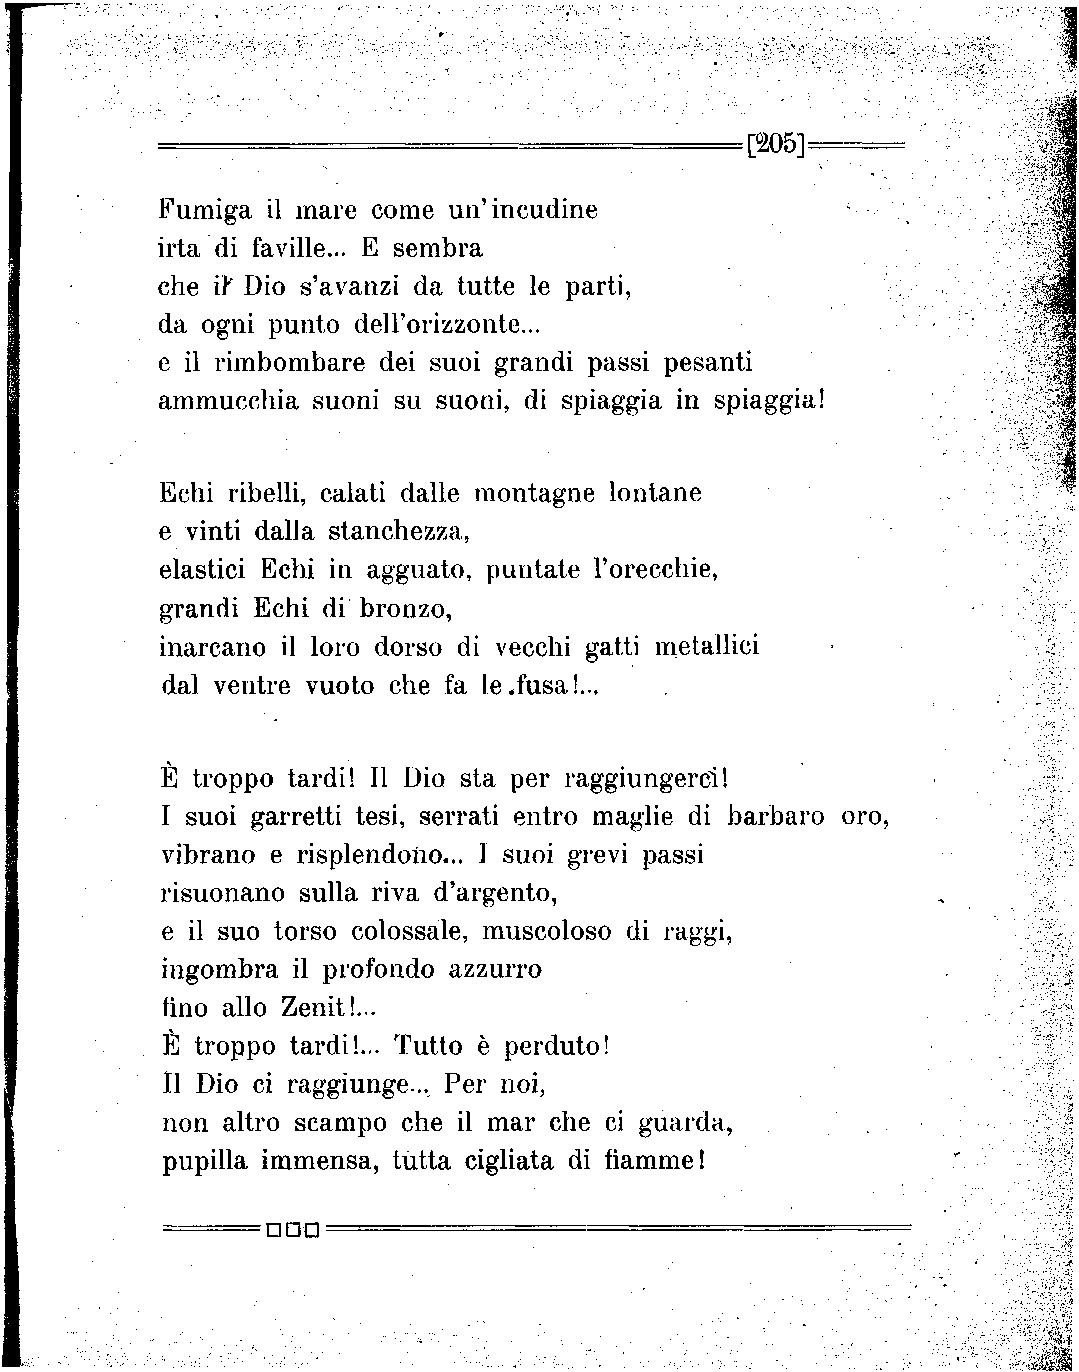 [205]
Fumiga il mare come un'incudine
irta di faville... E sembra
che il Dio s'avanzi da tutte le parti,
da ogni punto dell'orizzonte...
e il rimbombare dei suoi grandi passi pesanti
ammucchia suoni su suoni, di spiaggia in spiaggia!
Echi ribelli, calati dalle montagne lontane
e vinti dalla stanchezza,
elastici Echi in agguato, puntate l'orecchie,
grandi Echi di bronzo,
inarcano il loro dorso di vecchi gatti metallici
dal ventre vuoto che fa le fusa!...
È troppo tardi! Il Dio sta per raggiungerci!
I suoi garretti tesi, serrati entro maglie di barbaro oro,
vibrano e risplendono... I suoi grevi passi
risuonano sulla riva d'argento,
e il suo torso colossale, muscoloso di raggi,
ingombra il profondo azzurro
fino allo Zenit!...
È troppo tardi!... Tutto è perduto!
Il Dio ci raggiunge... Per noi,
non altro scampo che il mar che ci guarda,
pupilla immensa, tutta cigliata di fiamme!